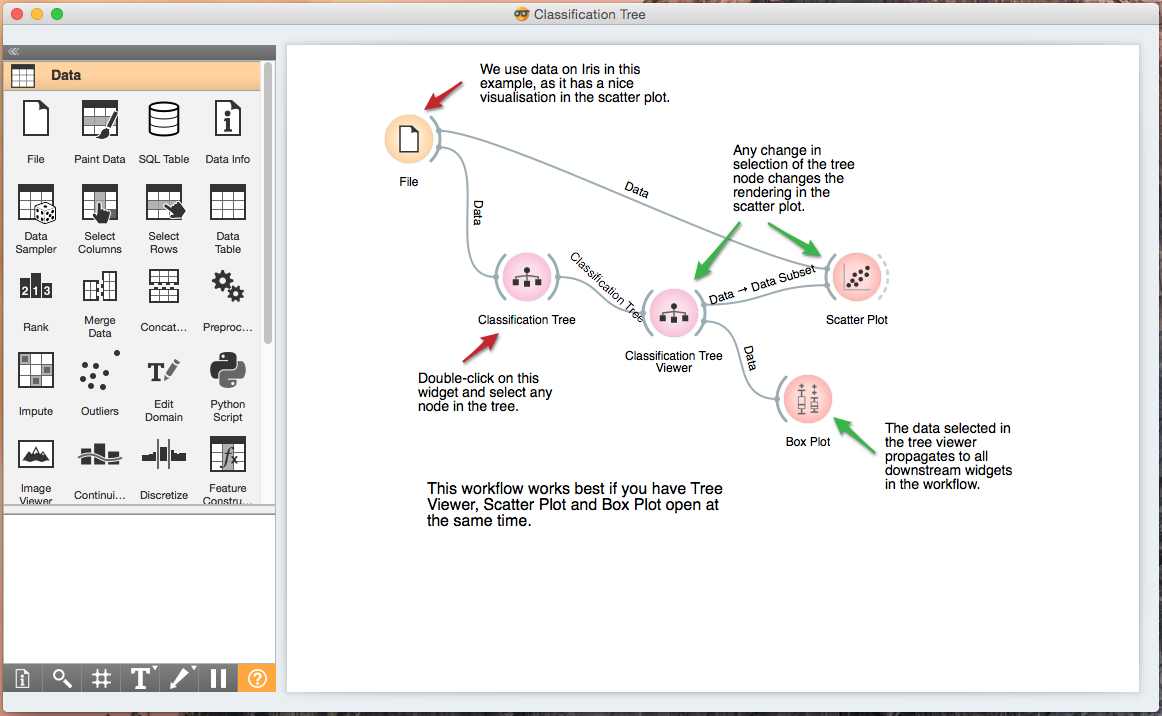 Classification Tree
Data
File
Paint Data
SQL Table
Data Info
Data
Sampler
Select
Columns
Select
Rows
Data
Table
Rank
Merge
Data
Concat...
Preproc...
Impute
Outliers
Edit
Domain
Python
Script
Image
Viewer
Continui...
Discretize
Feature
Constru...
We use data on Iris in this
example, as it has a nice
visualisation in the scatter plot.
File
Data
Data
Any change in
selection of the tree
node changes the
rendering in the
scatter plot.
Classification Tree
Classification Tree
Data → Data Subset
Scatter Plot
Classification Tree
Viewer
Data
Double-click on this
widget and select any
node in the tree.
Box Plot
The data selected in
the tree viewer
propagates to all
downstream widgets
in the workflow.
This workflow works best if you have Tree
Viewer, Scatter Plot and Box Plot open at
the same time.